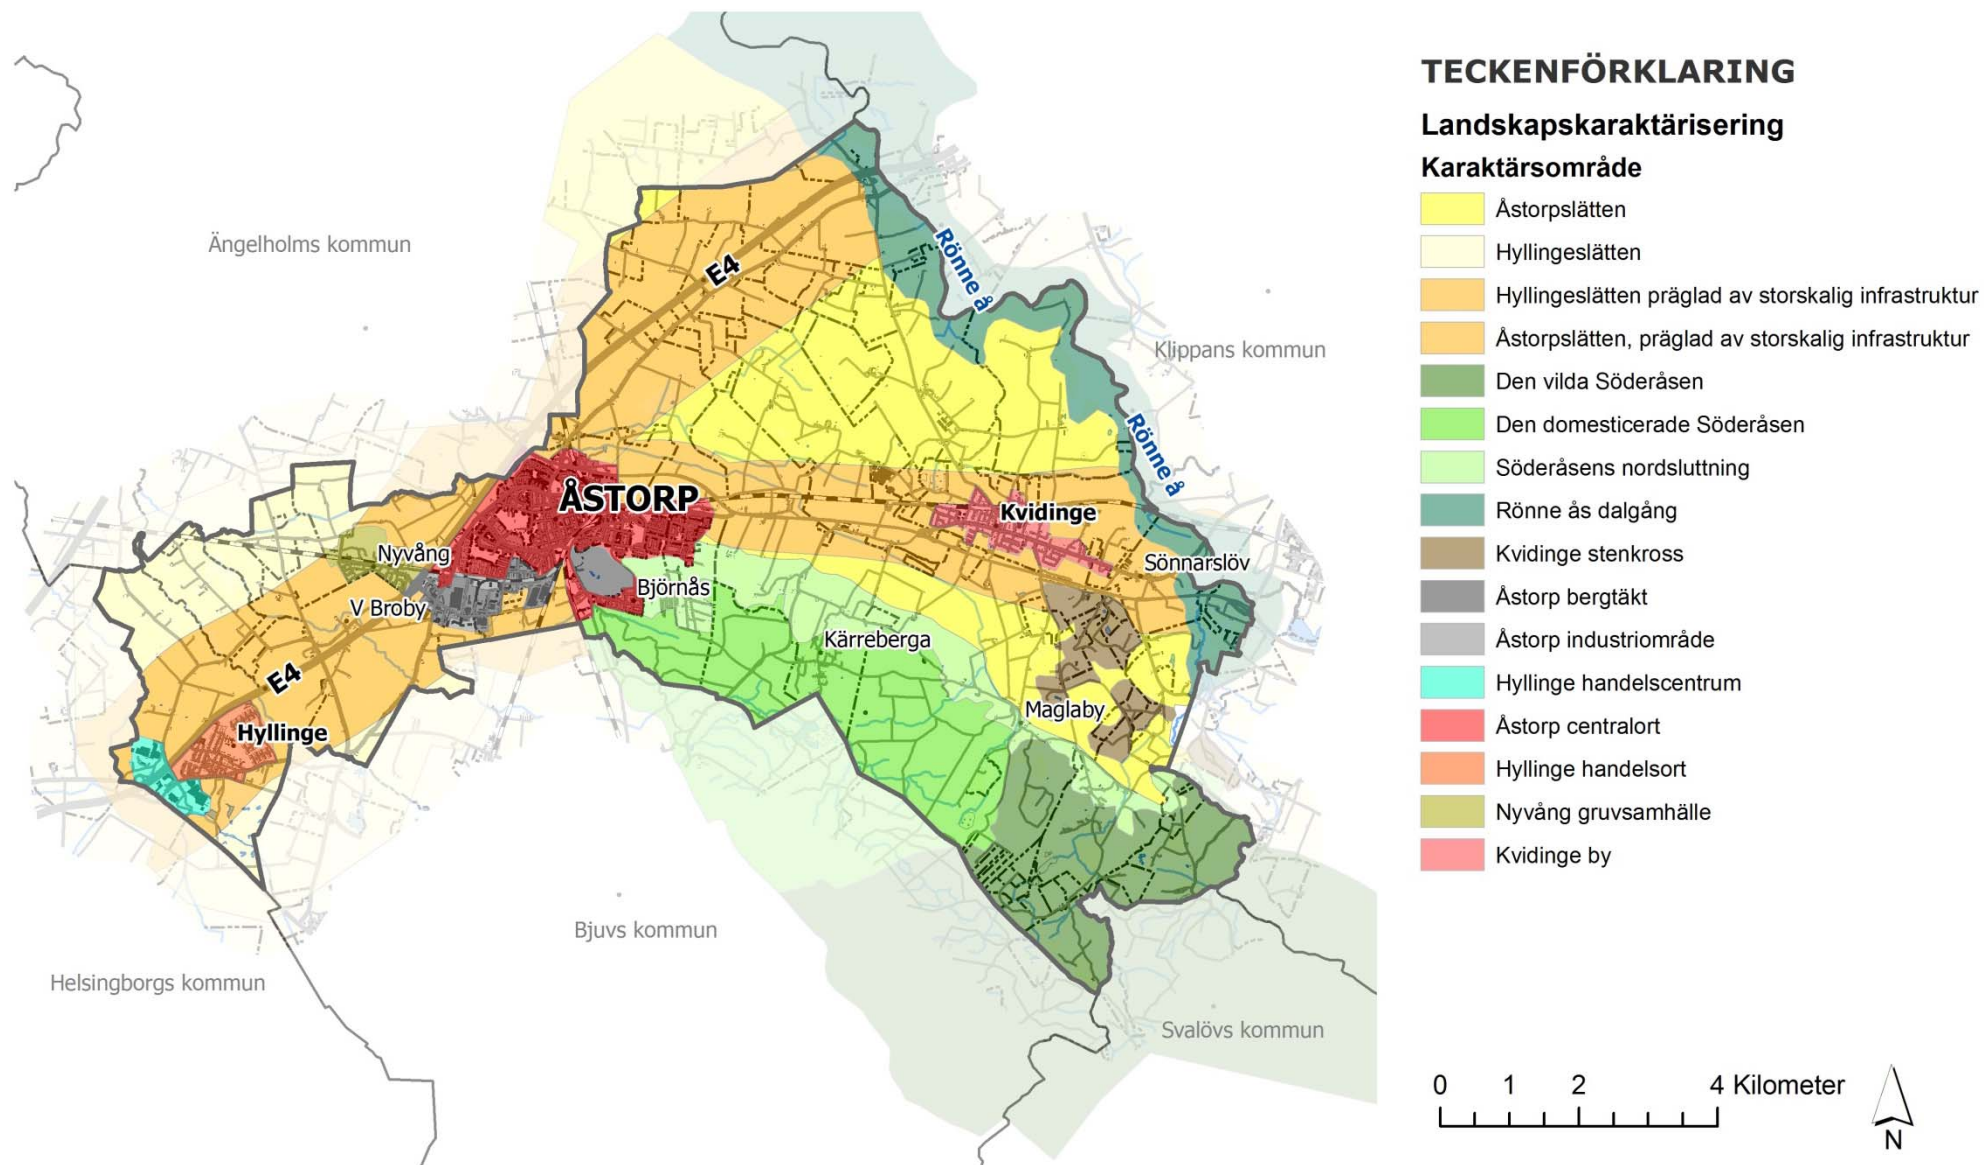 TECKENFÖRKLARING
Landskapskaraktärisering
Karaktärsområde
Åstorpslätten
Hyllingeslätten
Hyllingeslätten präglad av storskalig infrastruktur
Åstorpslätten, präglad av storskalig infrastruktur
Den vilda Söderåsen
Den domesticerade Söderåsen
Söderåsens nordsluttning
Rönne ås dalgång
Kvidinge stenkross
Åstorp bergtäkt
Åstorp industriområde
Hyllinge handelscentrum
Åstorp centralort
Hyllinge handelsort
Nyvång gruvsamhälle
Kvidinge by
0 1 2 4 Kilometer
N
Ängelholms kommun
E4
Rönne å
Klippans kommun
Rönne å
ÅSTORP
Kvidinge
Nyvång
Sönnarslöv
Björnås
V Broby
Kärreberga
E4
Maglaby
Hyllinge
Bjuvs kommun
Helsingborgs kommun
Svalövs kommun